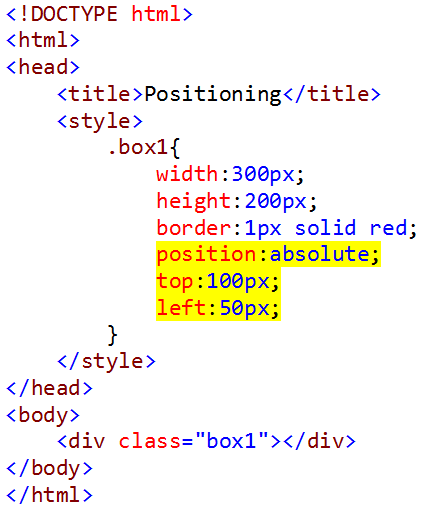 <!DOCTYPE html>
<html>
<head>
    <title>Positioning</title>
    <style>
        .box1{
            width:300px;
            height:200px;
            border:1px solid red;
            position:absolute;
            top:100px;
            left:50px;
        }
    </style>
</head>
<body>
    <div class="box1"></div>
</body>
</html>